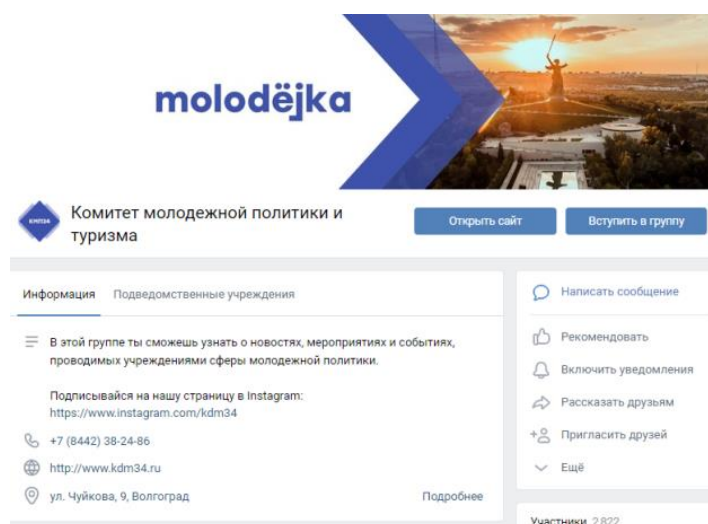 molodëjka
КМП34
Комитет молодежной политики и
туризма
Открыть сайт
Вступить в группу
Информация
Подведомственные учреждения
В этой группе ты сможешь узнать о новостях, мероприятиях и событиях,
проводимых учреждениями сферы молодежной политики.
Подписывайся на нашу страницу в Instagram:
https://www.instagram.com/kdm34
+7 (8442) 38-24-86
http://www.kdm34.ru
ул. Чуйкова, 9, Волгоград
Подробнее
Написать сообщение
Рекомендовать
Включить уведомления
Рассказать друзьям
Пригласить друзей
Ещё
Участники 2 822